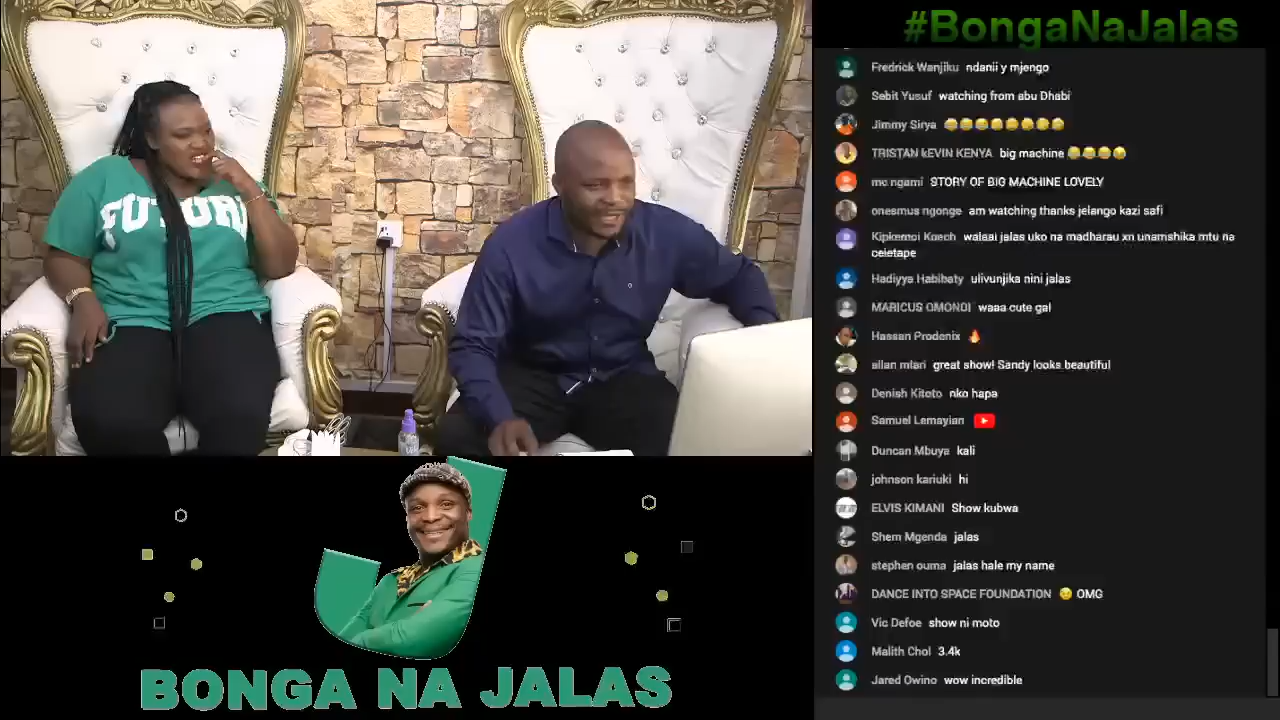 #BongaNaJalas
Fredrick Wanjiku ndanii y mjengo
Sebit Yusuf watching from abu Dhabi
Jimmy Sirya 😂😂😂😂😂😂😂😂
TRISTAN kEVIN KENYA big machine 😂😂😂😂
mc ngami STORY OF BIG MACHINE LOVELY
onesmus ngonge am watching thanks jelango kazi safi
Kipkemoi Koech walaai jalas uko na madharau xn unamshika mtu na
celetape
Hadiyya Habibaty ulivunjika nini jalas
MARICUS OMONDI waaa cute gal
Hassan Prodenix 🔥
allan mlari great show! Sandy looks beautiful
Denish Kitoto nko hapa
Samuel Lemayian
Duncan Mbuya kali
johnson kariuki hi
ELVIS KIMANI Show kubwa
Shem Mgenda jalas
stephen ouma jalas hale my name
DANCE INTO SPACE FOUNDATION 😢 OMG
Vic Defoe show ni moto
Malith Chol 3.4k
Jared Owino wow incredible
FUTURE
BONGA NA JALAS